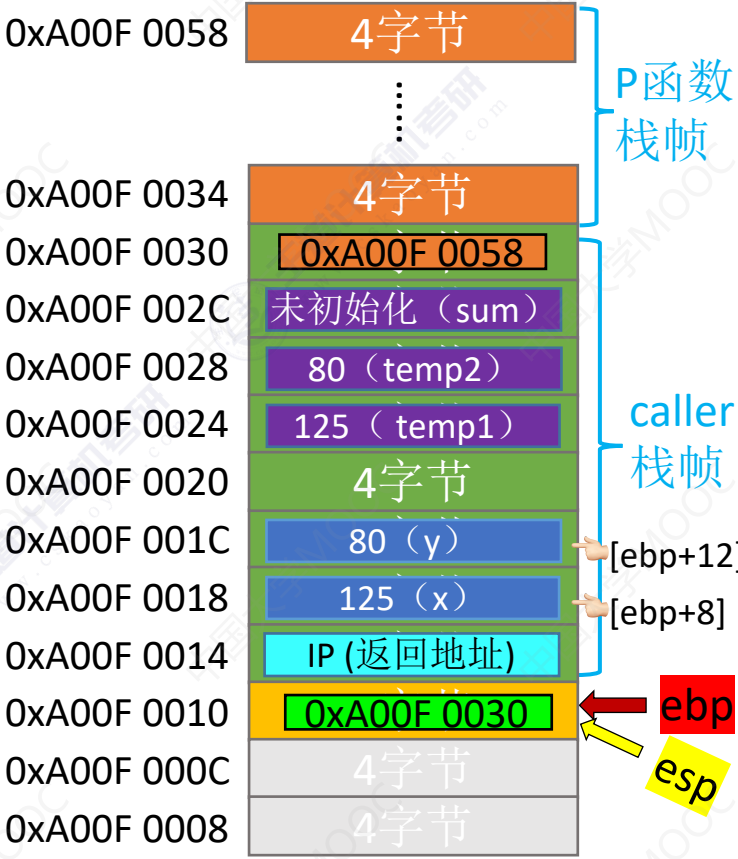 0xA00F 0058 4字节
P函数
栈帧
……
0xA00F 0034 4字节
0xA00F 0030 0xA00F 0058
0xA00F 002C 未初始化（sum）
0xA00F 0028 80（temp2）
0xA00F 0024 125（ temp1）
caller
栈帧
0xA00F 0020 4字节
0xA00F 001C 80（y） [ebp+12]
0xA00F 0018 125（x） [ebp+8]
0xA00F 0014 IP (返回地址)
0xA00F 0010 0xA00F 0030 ebp
esp
0xA00F 000C 4字节
0xA00F 0008 4字节